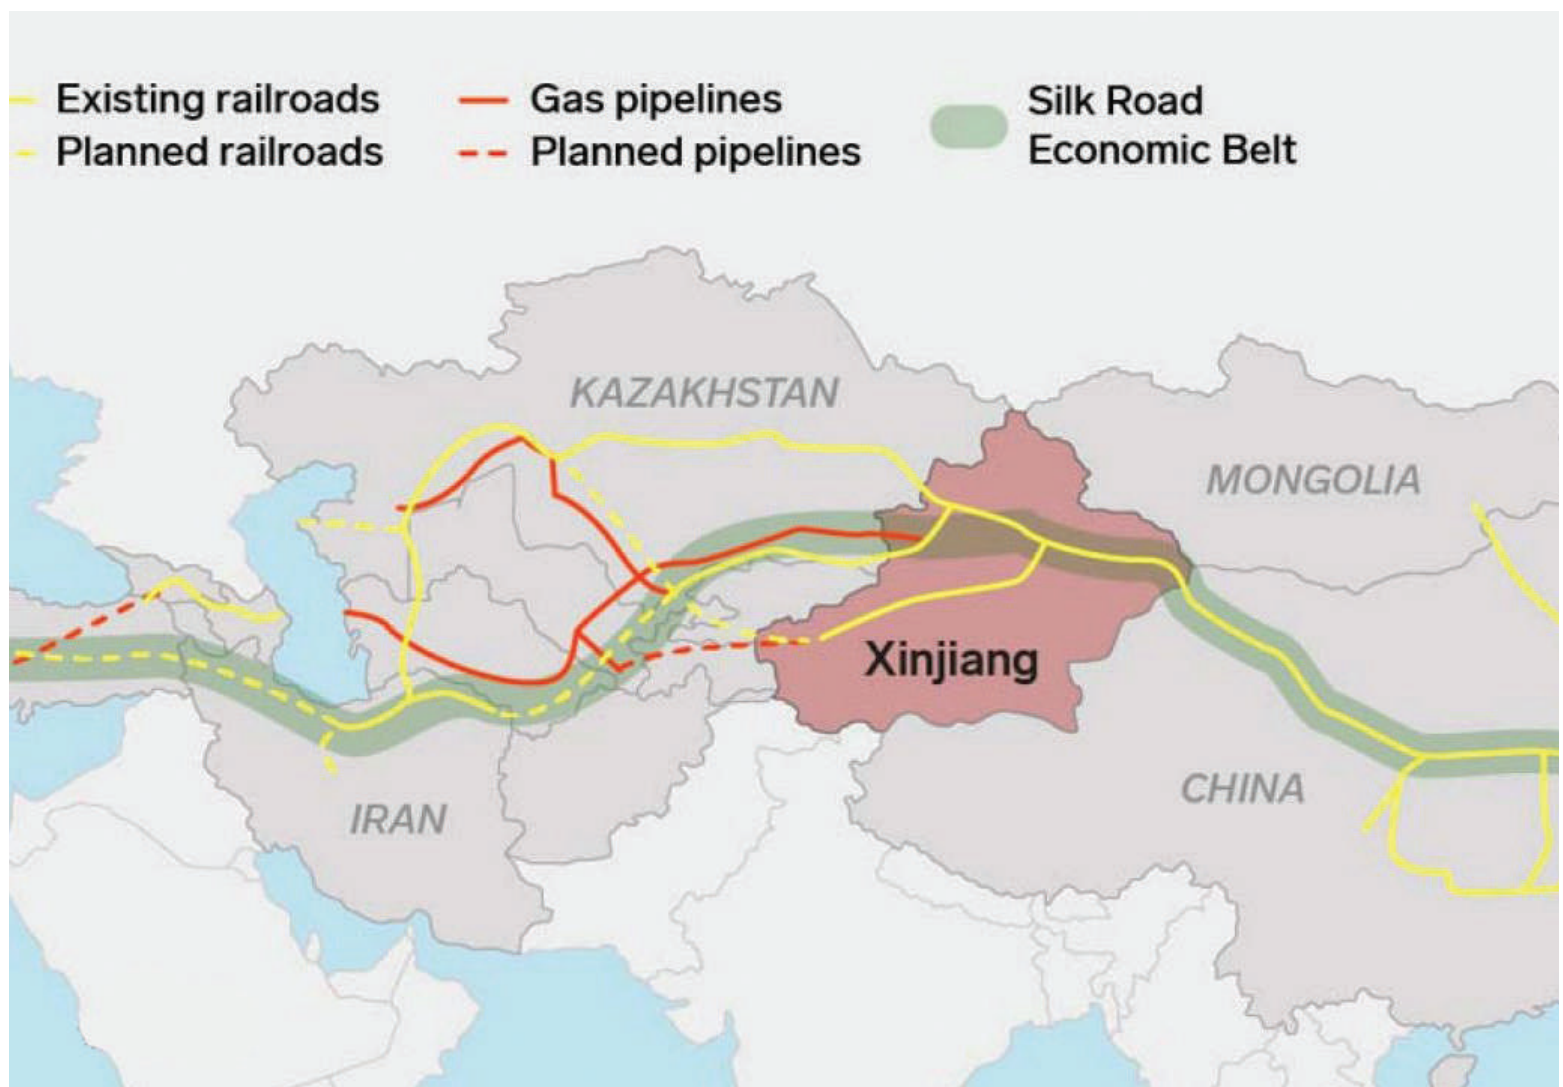 Existing railroads
Planned railroads
Gas pipelines
Planned pipelines
Silk Road
Economic Belt
KAZAKHSTAN
MONGOLIA
Xinjiang
CHINA
IRAN